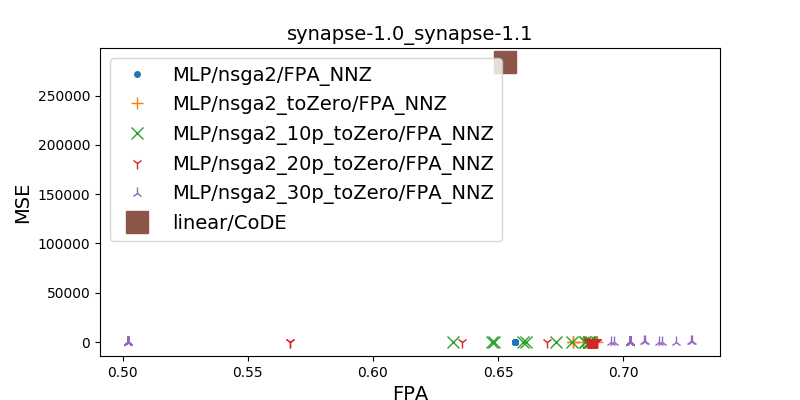 synapse-1.0_synapse-1.1
MLP/nsga2/FPA_NNZ
MLP/nsga2_toZero/FPA_NNZ
MLP/nsga2_10p_toZero/FPA_NNZ
MLP/nsga2_20p_toZero/FPA_NNZ
MLP/nsga2_30p_toZero/FPA_NNZ
linear/CoDE
MSE
250000
200000
150000
100000
50000
0
0.50 0.55 0.60 0.65 0.70
FPA